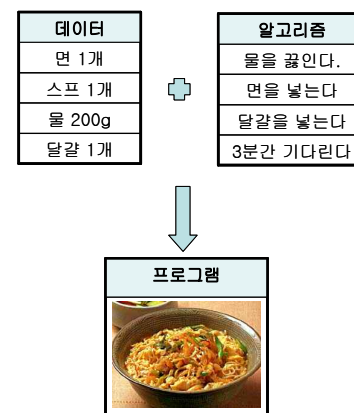 데이터
면 1개
스프 1개
물 200g
달걀 1개
알고리즘
물을 끓인다.
면을 넣는다
달걀을 넣는다
3분간 기다린다
프로그램